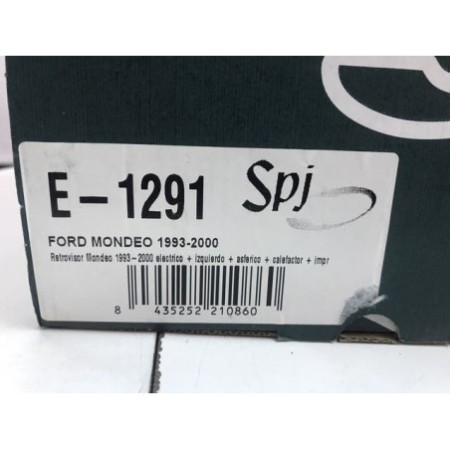 E-1291 Spj
FORD MONDEO 1993-2000
Retrovisor Mondeo 1993-2000 electrico + izquierdo + asferico + calefactor + impr
8 435252 210860